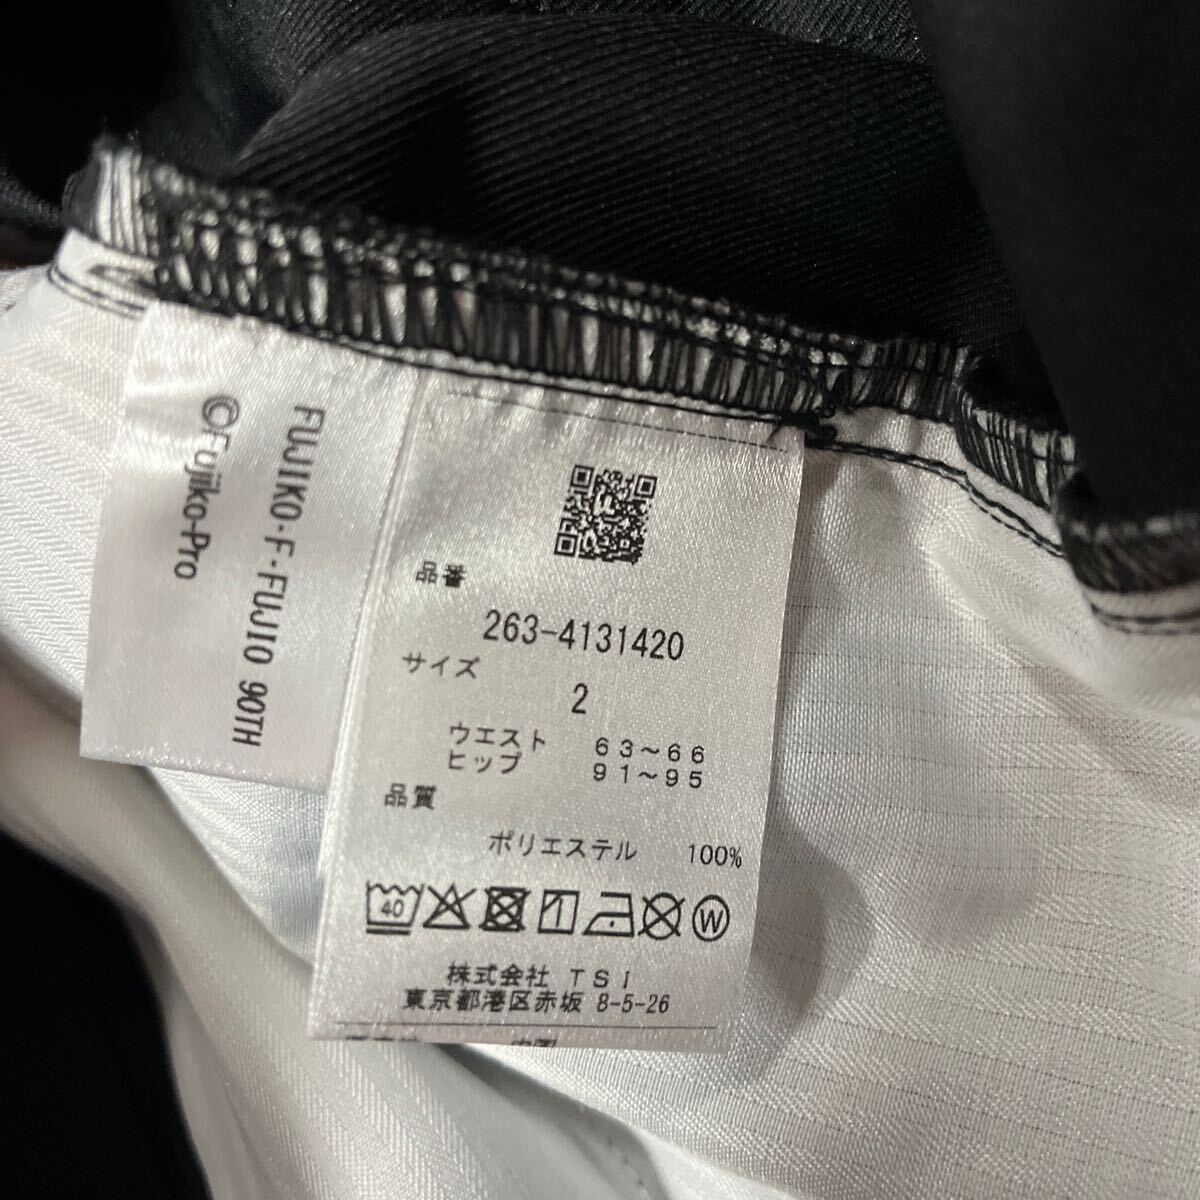 FUJIKO・F・FUJIO 90TH
©Fujiko-Pro
品番
263-4131420
サイズ
2
ウエスト 63～66
ヒップ 91～95
品質
ポリエステル 100%
40
W
株式会社 TSI
東京都港区赤坂 8-5-26